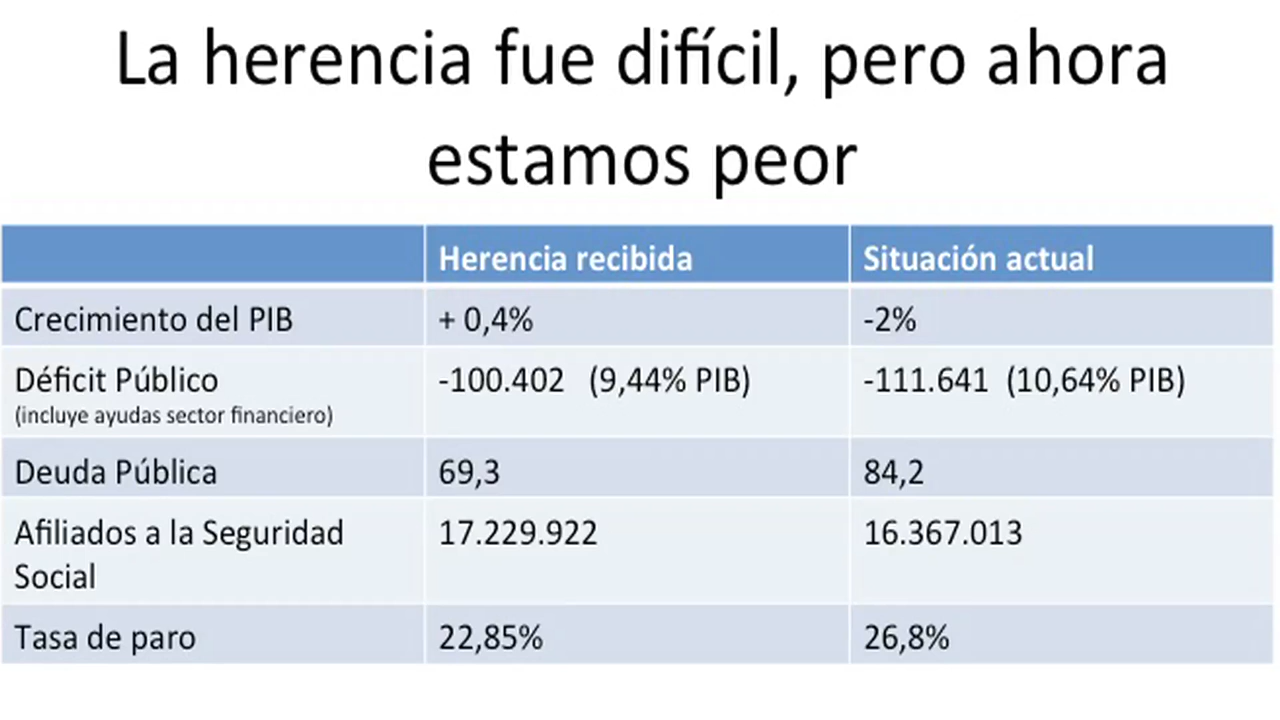 La herencia fue difícil, pero ahora
estamos peor
Herencia recibida Situación actual
Crecimiento del PIB + 0,4% -2%
Déficit Público -100.402 (9,44% PIB) -111.641 (10,64% PIB)
(incluye ayudas sector financiero)
Deuda Pública 69,3 84,2
Afiliados a la Seguridad 17.229.922 16.367.013
Social
Tasa de paro 22,85% 26,8%